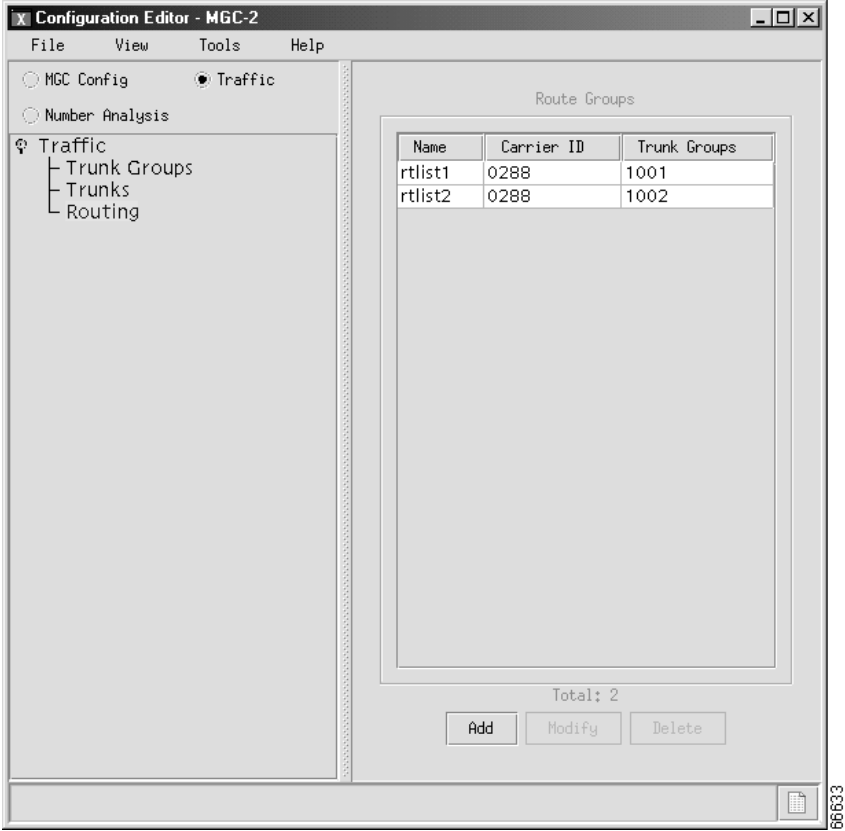 X Configuration Editor - MGC-2
File View Tools Help
MGC Config Traffic
Number Analysis
Traffic
Trunk Groups
Trunks
Routing
Route Groups
Name Carrier ID Trunk Groups
rtlist1 0288 1001
rtlist2 0288 1002
Total: 2
Add Modify Delete
66633